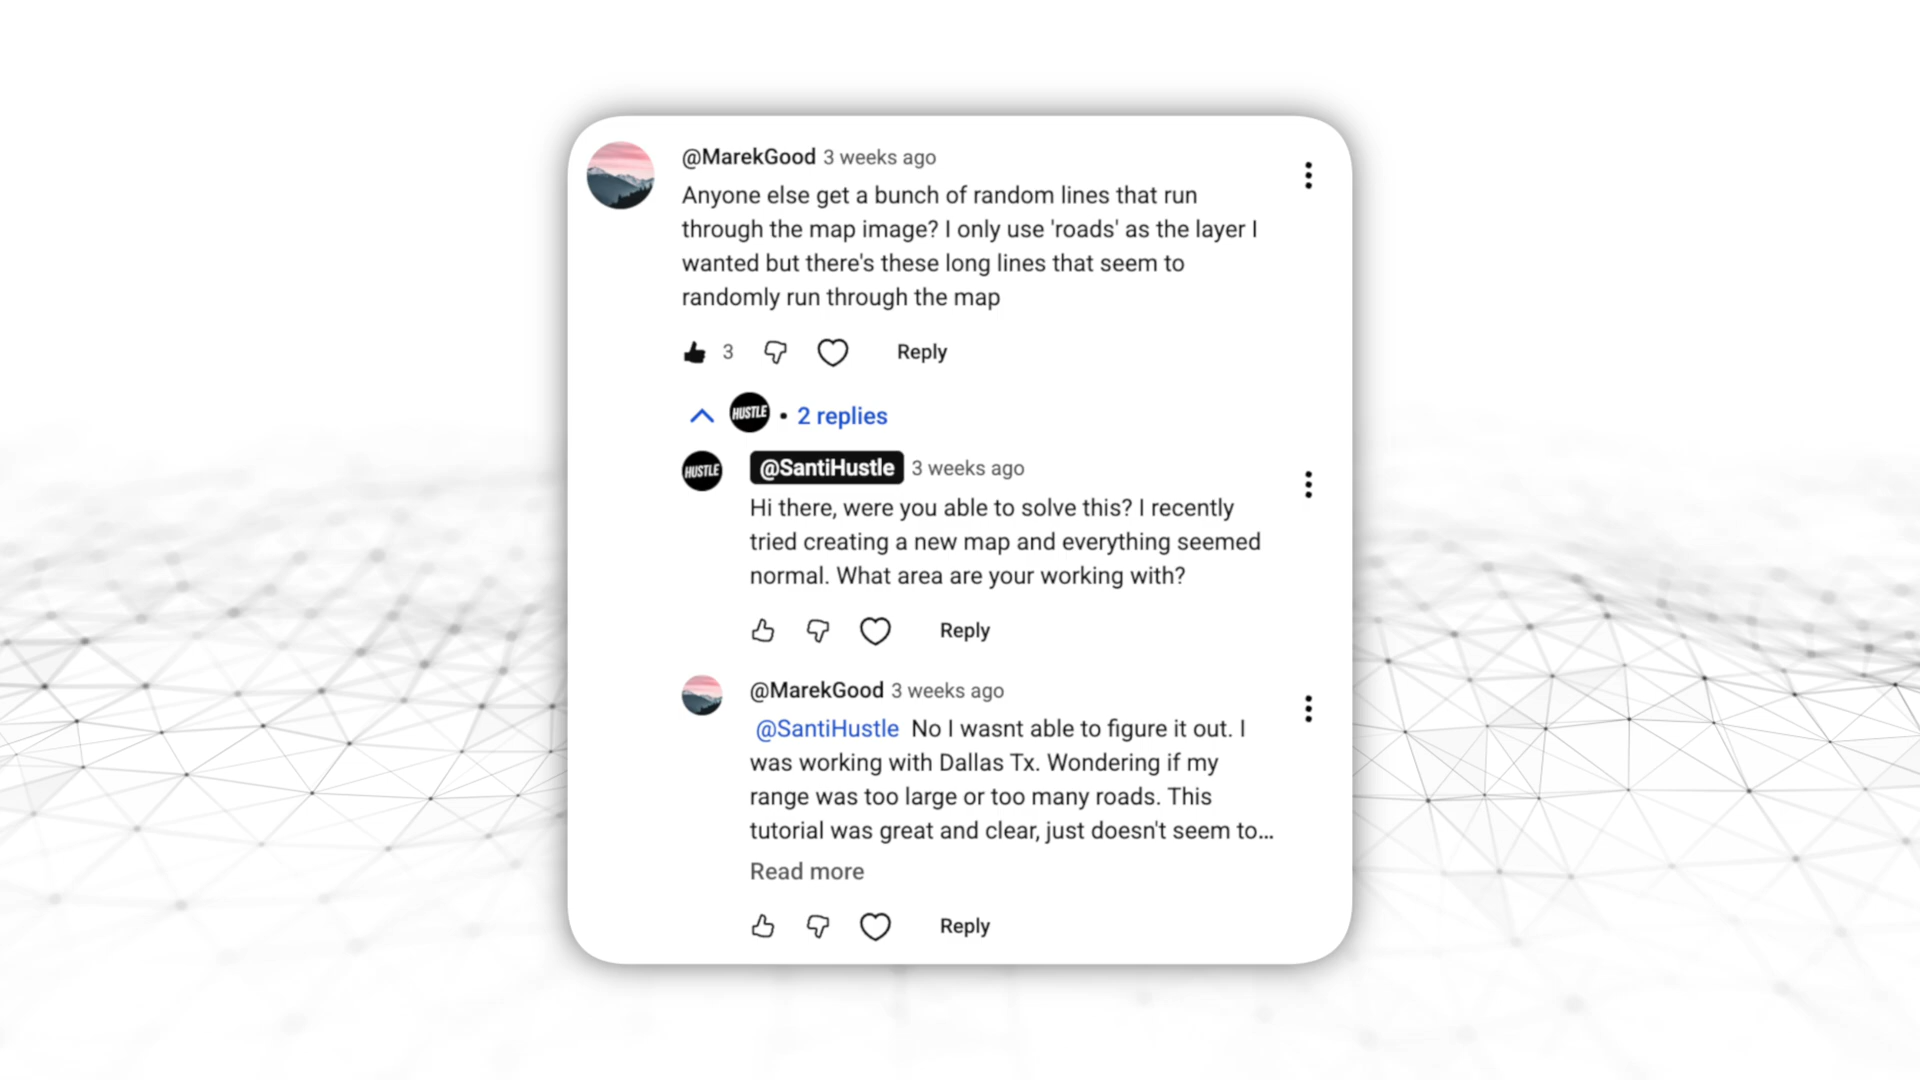 @MarekGood 3 weeks ago
Anyone else get a bunch of random lines that run
through the map image? I only use 'roads' as the layer I
wanted but there's these long lines that seem to
randomly run through the map
3 Reply
HUSTLE • 2 replies
HUSTLE @SantiHustle 3 weeks ago
Hi there, were you able to solve this? I recently
tried creating a new map and everything seemed
normal. What area are your working with?
Reply
@MarekGood 3 weeks ago
@SantiHustle No I wasnt able to figure it out. I
was working with Dallas Tx. Wondering if my
range was too large or too many roads. This
tutorial was great and clear, just doesn't seem to...
Read more
Reply